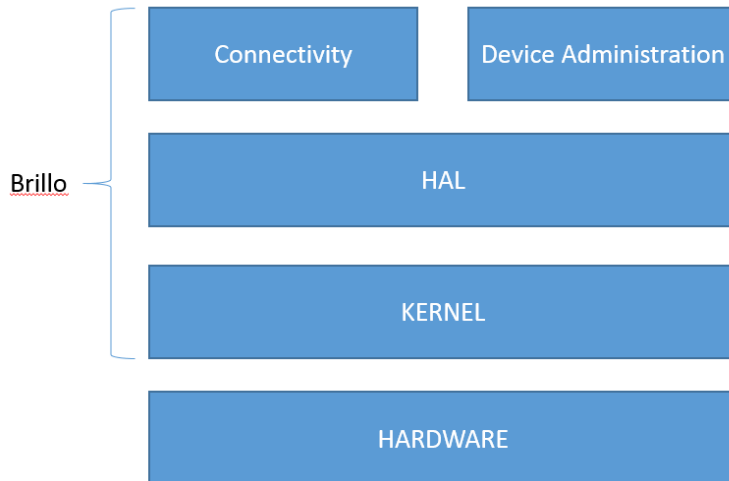 Connectivity
Device Administration
Brillo
HAL
KERNEL
HARDWARE